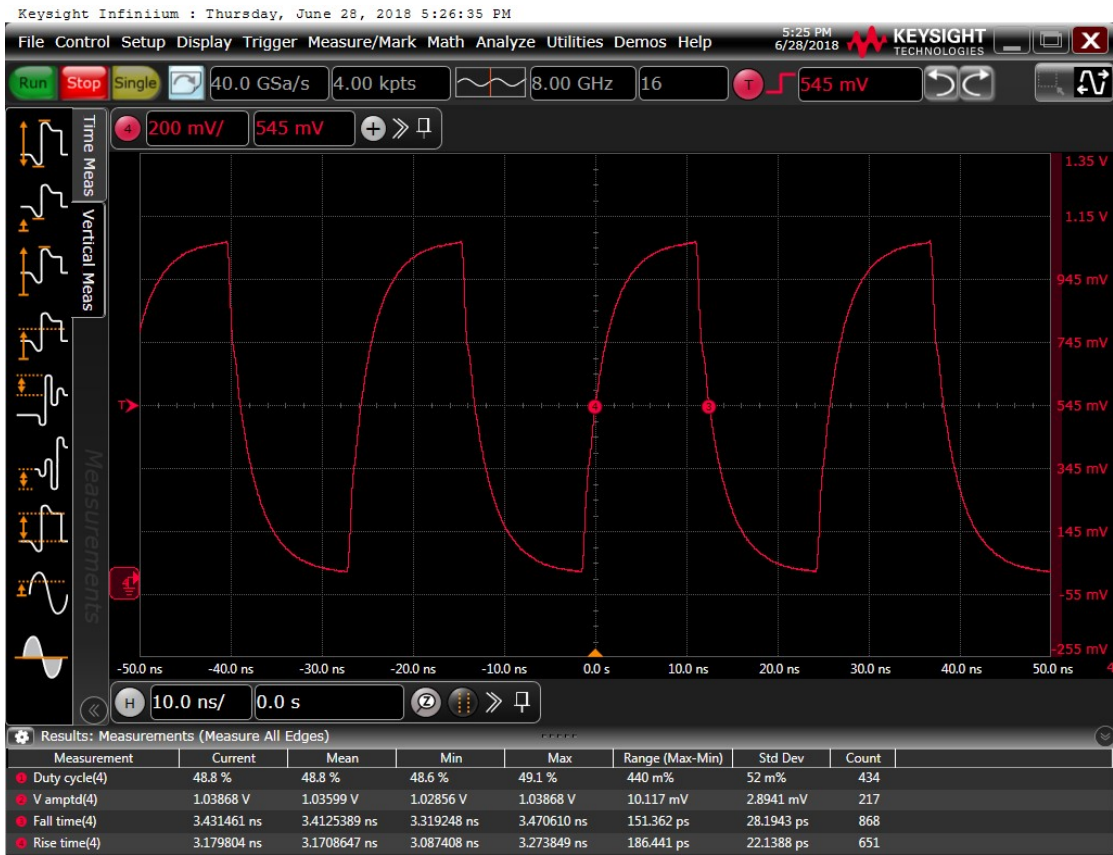 Keysight Infiniium : Thursday, June 28, 2018 5:26:35 PM
File Control Setup Display Trigger Measure/Mark Math Analyze Utilities Demos Help 5:25 PM 6/28/2018 KEYSIGHT TECHNOLOGIES X
Run Stop Single 40.0 GSa/s 4.00 kpts 8.00 GHz 16 T 545 mV
4 200 mV/ 545 mV +
Time Meas
Vertical Meas
Measurements
1.35 V
1.15 V
945 mV
745 mV
T 4 3 545 mV
345 mV
145 mV
-55 mV
-255 mV
-50.0 ns -40.0 ns -30.0 ns -20.0 ns -10.0 ns 0.0 s 10.0 ns 20.0 ns 30.0 ns 40.0 ns 50.0 ns 4
H 10.0 ns/ 0.0 s Z
Results: Measurements (Measure All Edges)
Measurement Current Mean Min Max Range (Max-Min) Std Dev Count
1 Duty cycle(4) 48.8 % 48.8 % 48.6 % 49.1 % 440 m% 52 m% 434
2 V amptd(4) 1.03868 V 1.03599 V 1.02856 V 1.03868 V 10.117 mV 2.8941 mV 217
3 Fall time(4) 3.431461 ns 3.4125389 ns 3.319248 ns 3.470610 ns 151.362 ps 28.1943 ps 868
4 Rise time(4) 3.179804 ns 3.1708647 ns 3.087408 ns 3.273849 ns 186.441 ps 22.1388 ps 651